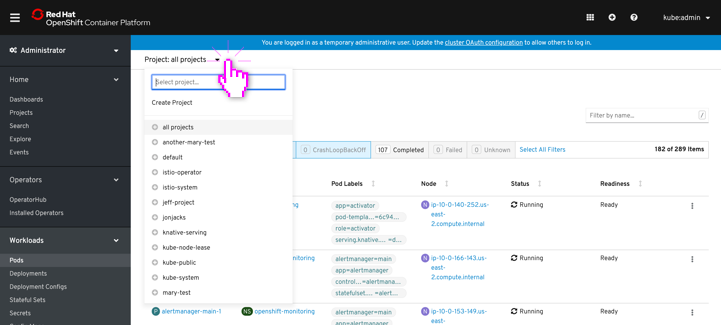 Red Hat
OpenShift Container Platform
kube:admin
Administrator
You are logged in as a temporary administrative user. Update the cluster OAuth configuration to allow others to log in.
Project: all projects
Home
Dashboards
Projects
Search
Explore
Events
Operators
OperatorHub
Installed Operators
Workloads
Pods
Deployments
Deployment Configs
Stateful Sets
Secrets
Select project...
Create Project
all projects
another-mary-test
default
istio-operator
istio-system
jeff-project
jonjacks
knative-serving
kube-node-lease
kube-public
kube-system
mary-test
Filter by name...
/
0 CrashLoopBackOff 107 Completed 0 Failed 0 Unknown Select All Filters 182 of 289 Items
Pod Labels Node Status Readiness
app=activator
pod-templa...=6c94...
role=activator
serving.knative.... =d...
N ip-10-0-140-252.us-
east-
2.compute.internal
Running
alertmanager=main
app=alertmanager
control...=alertmana...
statefulset.... =alert...
N ip-10-0-166-143.us-
east-
2.compute.internal
Running
P alertmanager-main-1 NS openshift-monitoring
alertmanager=main
app=alertmanager
N ip-10-0-153-149.us-
east-
Running